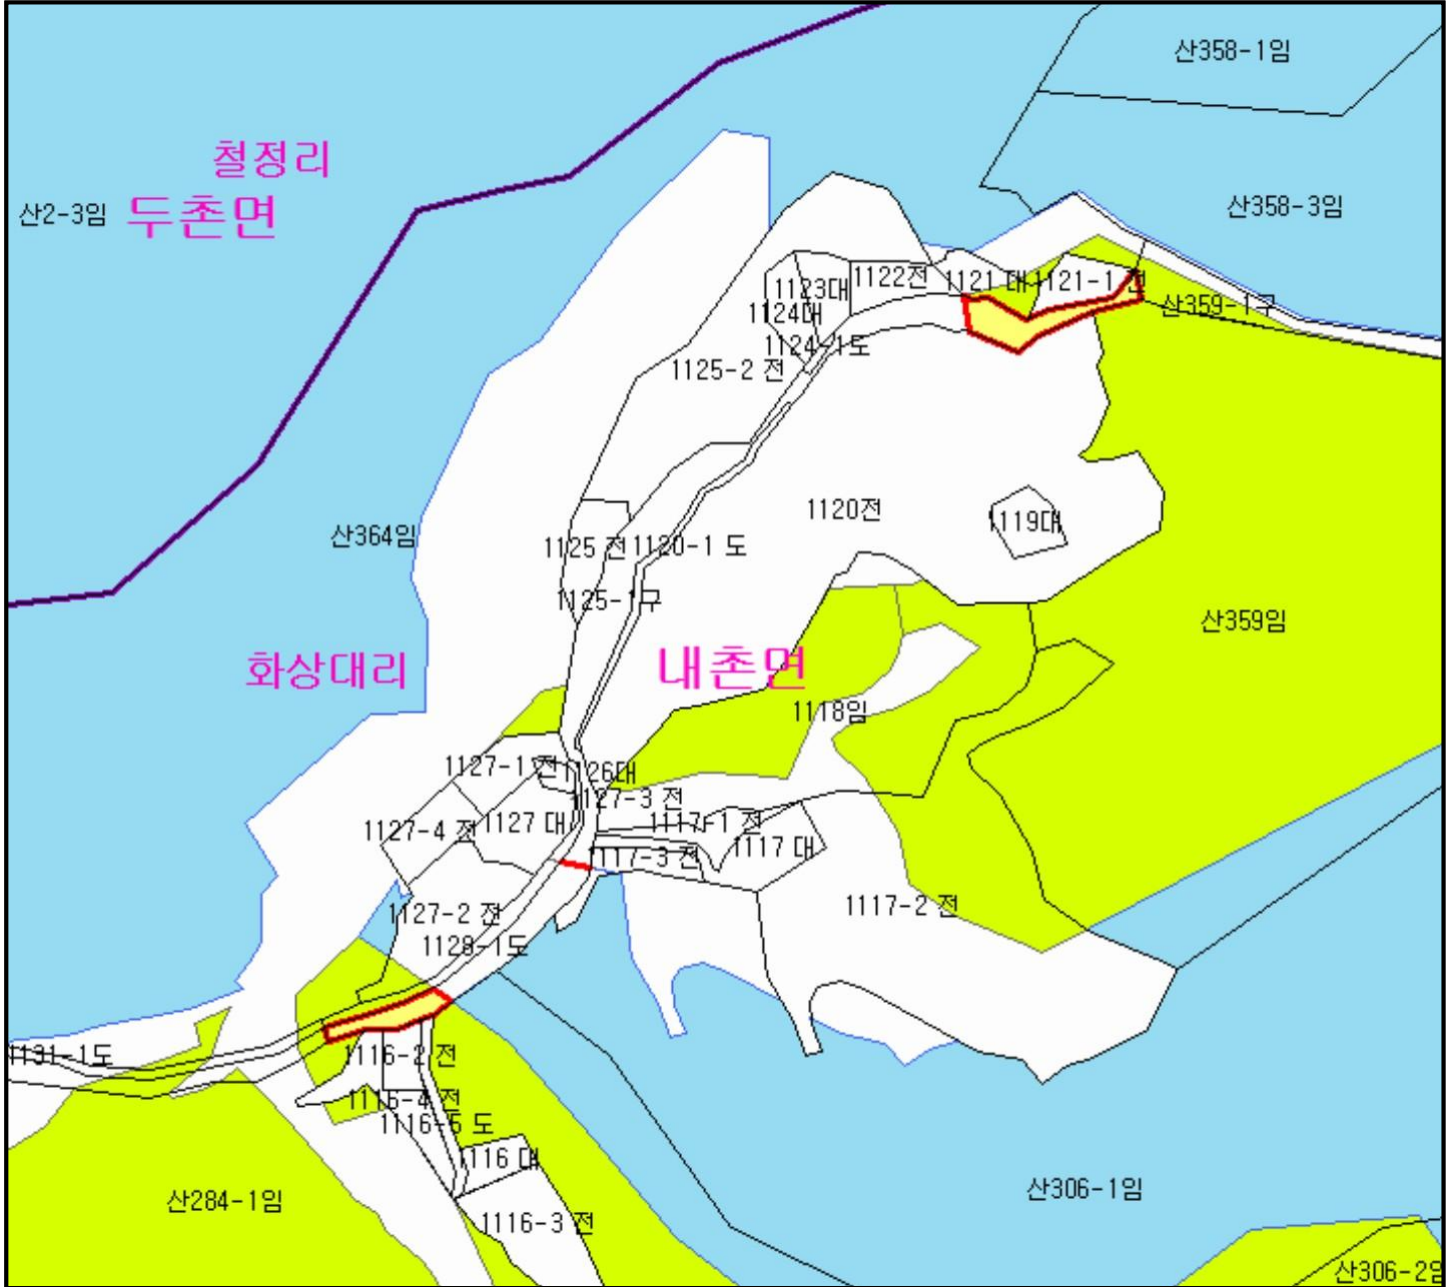 산358-1임
철정리
산2-3임
두촌면
산358-3임
1122전
1121 대
1121-1 전
1123대
산359-1구
1124대
1124-1도
1125-2 전
1120전
1119대
산364임
1125 전
1120-1 도
1125-1구
산359임
화상대리
내촌면
1118임
1127-1 전
1126대
1127-3 전
1127-4 전
1127 대
1117-1 전
1117-3 전
1117 대
1127-2 전
1117-2 전
1128-1도
1131-1도
1116-2 전
1116-4 전
1116-5 도
1116 대
산284-1임
산306-1임
1116-3 전
산306-2임